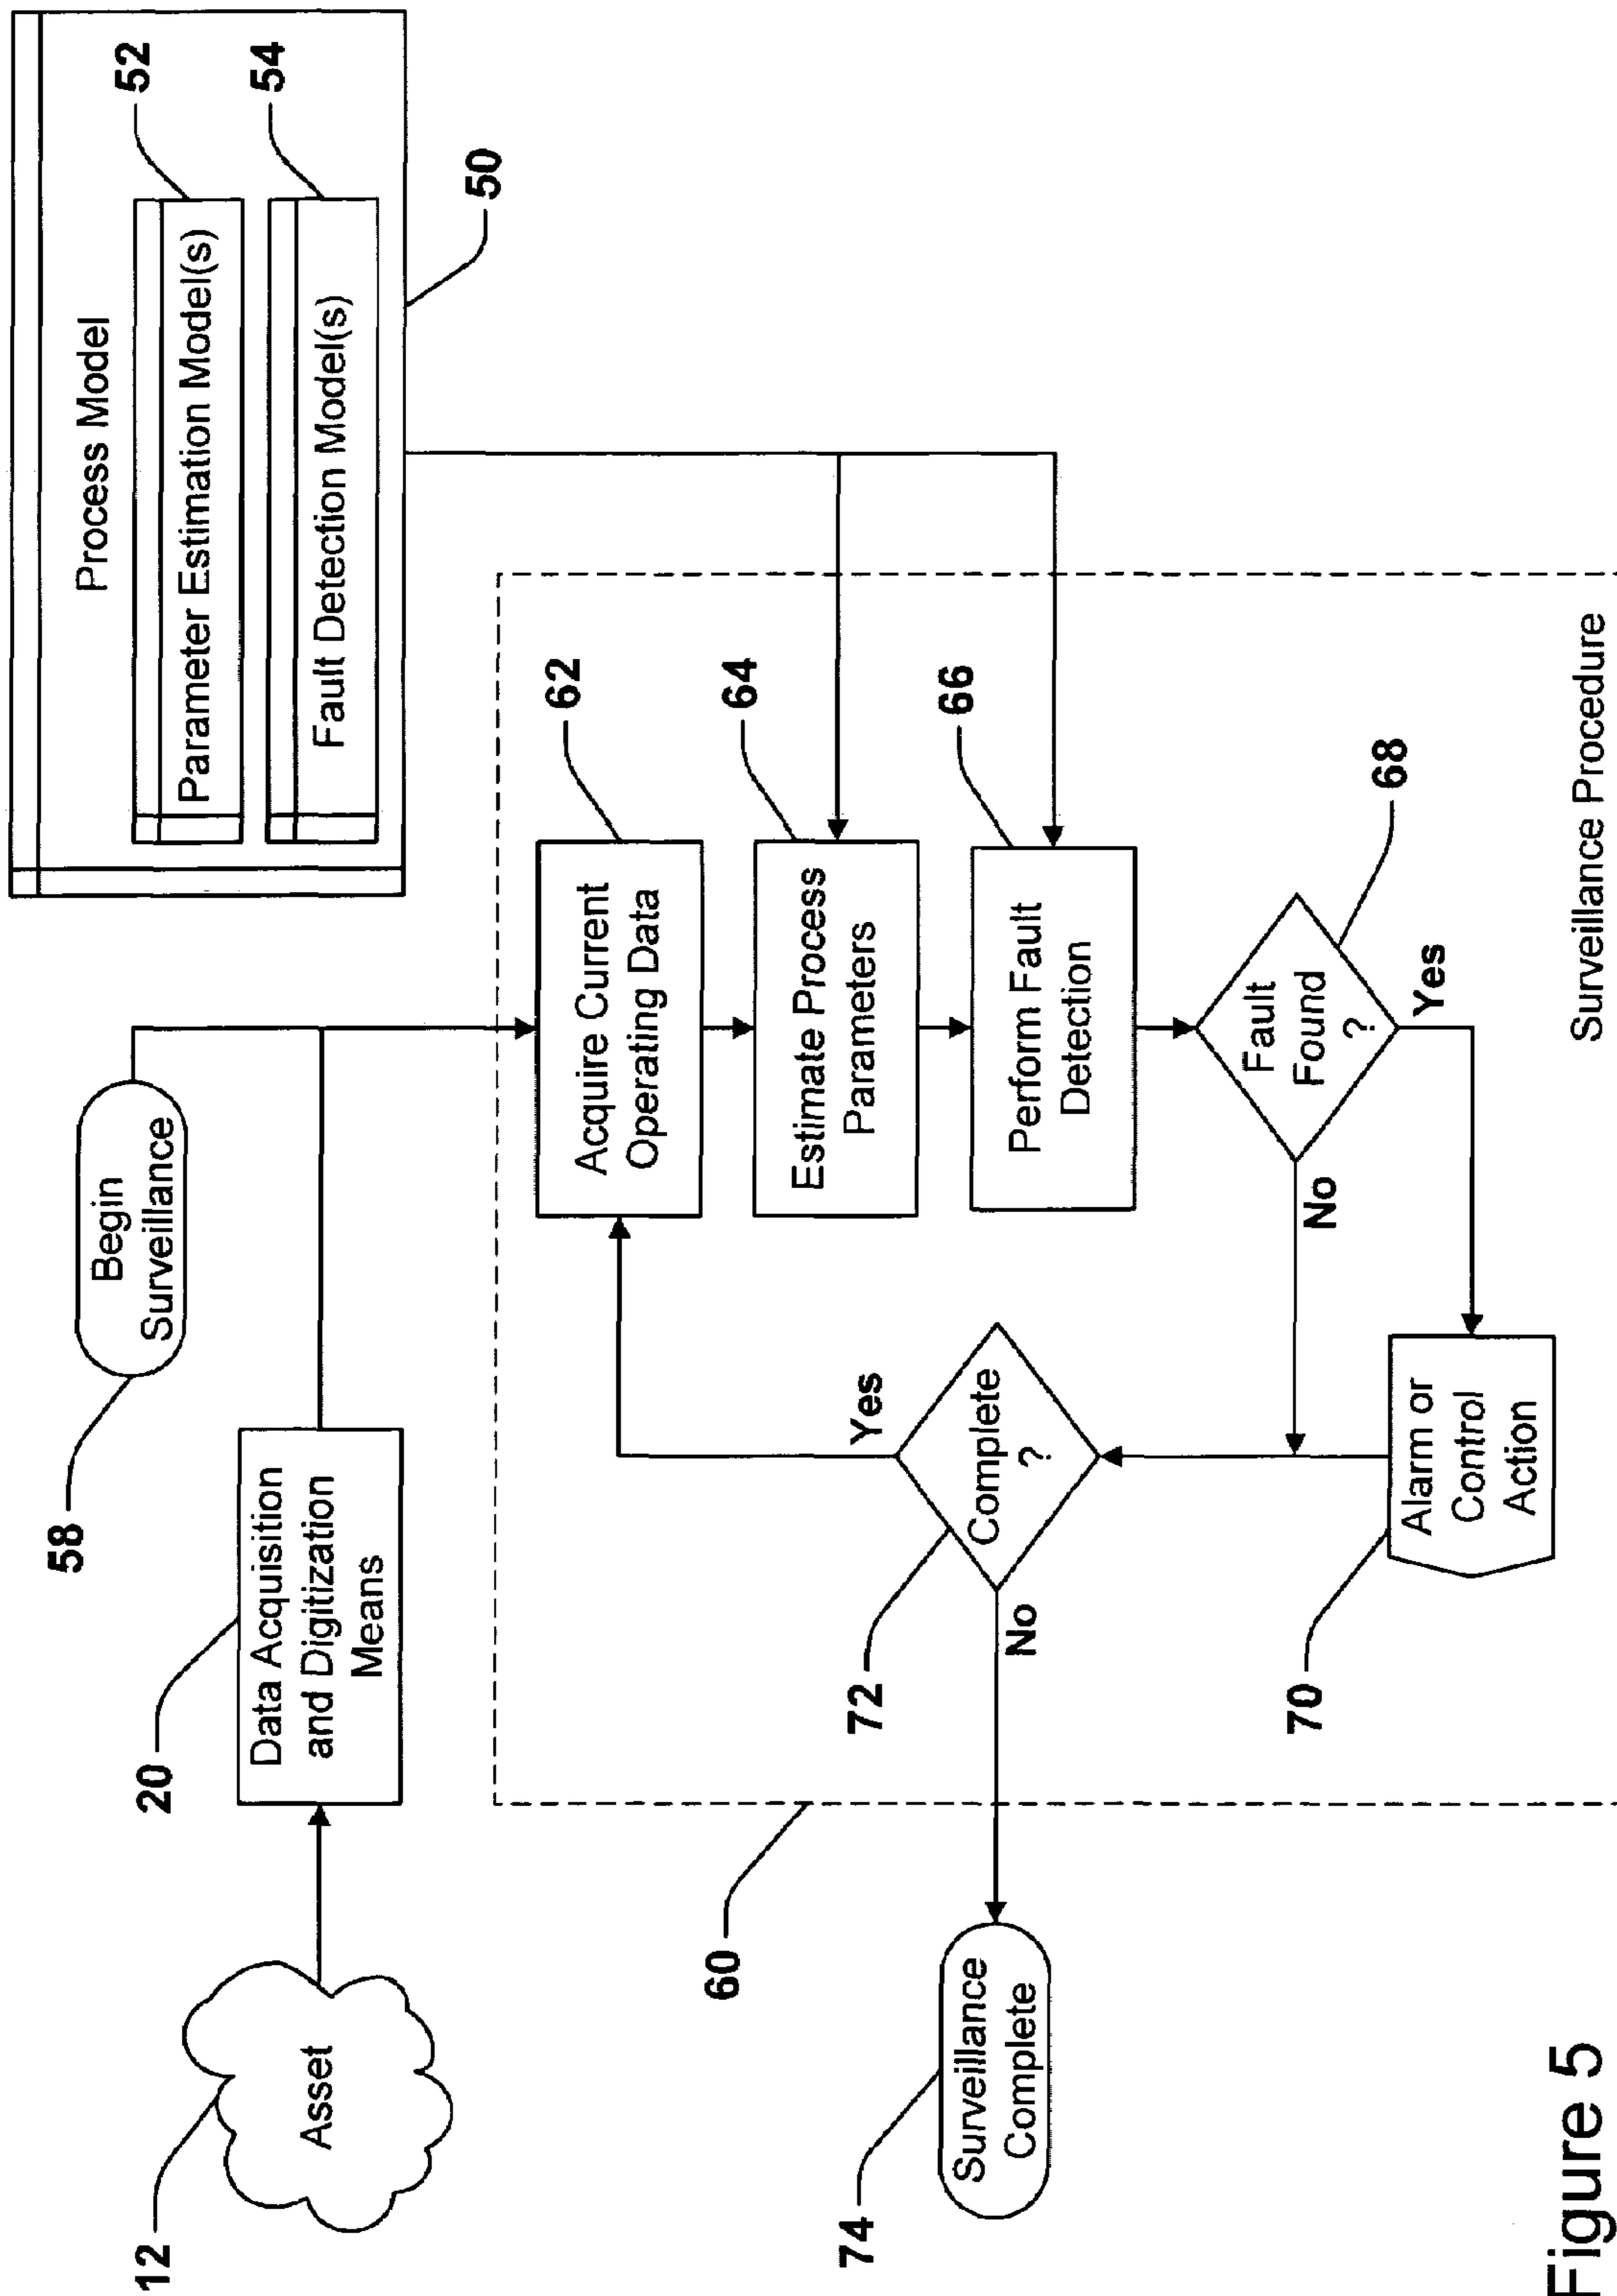 58
Begin
Surveillance
Process Model
52
Parameter Estimation Model(s)
54
Fault Detection Model(s)
50
12
Asset
20
Data Acquisition
and Digitization
Means
62
Acquire Current
Operating Data
64
Estimate Process
Parameters
66
Perform Fault
Detection
68
Fault
Found
?
Yes
No
60
72
Complete
?
Yes
No
74
Surveillance
Complete
70
Alarm or
Control
Action
Surveillance Procedure
Figure 5